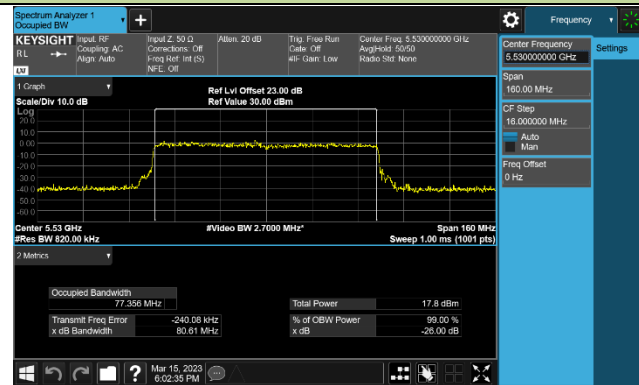 Spectrum Analyzer 1
Occupied BW
Frequency
KEYSIGHT
RL
LXI
Input: RF
Coupling: AC
Align: Auto
Input Z: 50 Ω
Corrections: Off
Freq Ref: Int (S)
NFE: Off
Atten: 20 dB
Trig: Free Run
Gate: Off
#IF Gain: Low
Center Freq: 5.530000000 GHz
Avg|Hold: 50/50
Radio Std: None
Center Frequency
5.530000000 GHz
Settings
Span
160.00 MHz
CF Step
16.000000 MHz
Auto
Man
Freq Offset
0 Hz
1 Graph
Scale/Div 10.0 dB
Ref Lvl Offset 23.00 dB
Ref Value 30.00 dBm
Log
20.0
10.0
0.00
-10.0
-20.0
-30.0
-40.0
-50.0
-60.0
Center 5.53 GHz
#Video BW 2.7000 MHz*
Span 160 MHz
#Res BW 820.00 kHz
Sweep 1.00 ms (1001 pts)
2 Metrics
Occupied Bandwidth
77.356 MHz
Total Power
17.8 dBm
Transmit Freq Error
-240.08 kHz
% of OBW Power
99.00 %
x dB Bandwidth
80.61 MHz
x dB
-26.00 dB
?
Mar 15, 2023
6:02:35 PM